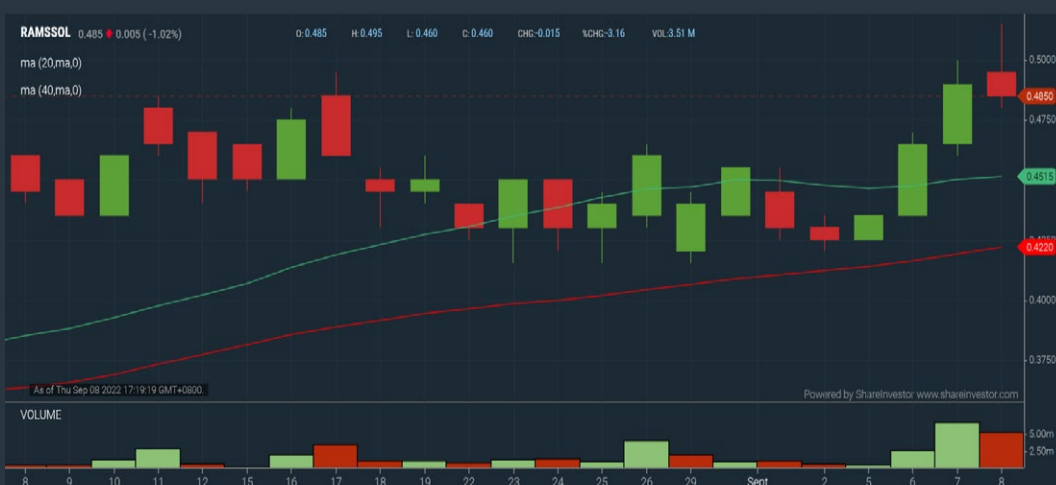 RAMSSOL 0.485 0.005 ( -1.02%) O:0.485 H:0.495 L: 0.460 C: 0.460 CHG:-0.015 %CHG:-3.16 VOL:3.51 M
ma (20,ma,0)
ma (40,ma,0)
0.5000
0.4850
0.4750
0.4515
0.4220
0.4000
0.3750
As of Thu Sep 08 2022 17:19:19 GMT+0800.
Powered by ShareInvestor www.shareinvestor.com
VOLUME
5.00m
2.50m
8 9 10 11 12 15 16 17 18 19 22 23 24 25 26 29 Sept 2 5 6 7 8